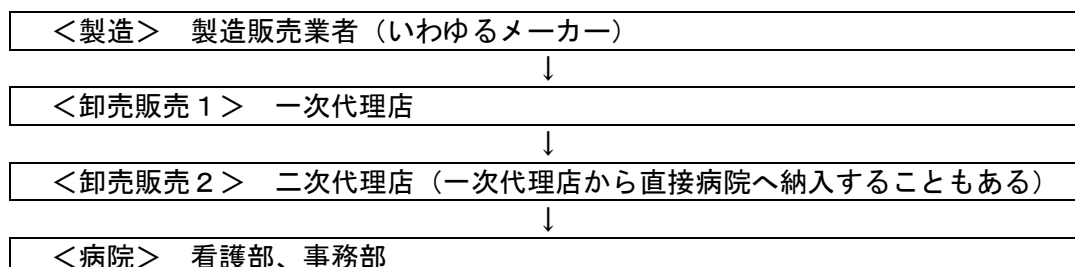 ＜製造＞　製造販売業者（いわゆるメーカー）
↓
＜卸売販売１＞　一次代理店
↓
＜卸売販売２＞　二次代理店（一次代理店から直接病院へ納入することもある）
↓
＜病院＞　看護部、事務部